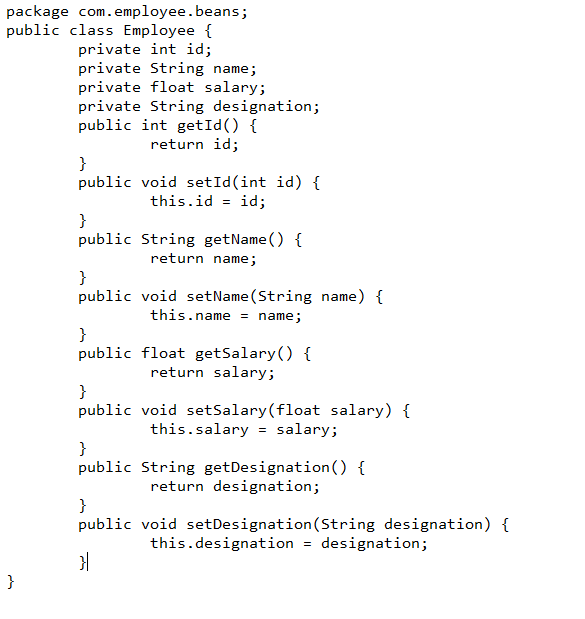 package com.employee.beans;
public class Employee {
        private int id;
        private String name;
        private float salary;
        private String designation;
        public int getId() {
                return id;
        }
        public void setId(int id) {
                this.id = id;
        }
        public String getName() {
                return name;
        }
        public void setName(String name) {
                this.name = name;
        }
        public float getSalary() {
                return salary;
        }
        public void setSalary(float salary) {
                this.salary = salary;
        }
        public String getDesignation() {
                return designation;
        }
        public void setDesignation(String designation) {
                this.designation = designation;
        }
}